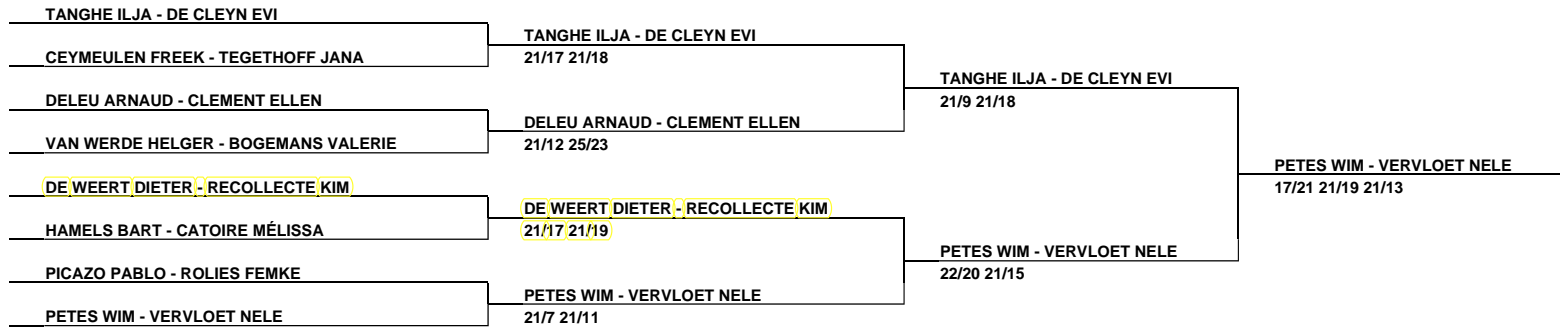 TANGHE ILJA - DE CLEYN EVI
CEYMEULEN FREEK - TEGETHOFF JANA
DELEU ARNAUD - CLEMENT ELLEN
VAN WERDE HELGER - BOGEMANS VALERIE
DE WEERT DIETER - RECOLLECTE KIM
HAMELS BART - CATOIRE MÉLISSA
PICAZO PABLO - ROLIES FEMKE
PETES WIM - VERVLOET NELE
TANGHE ILJA - DE CLEYN EVI
21/17 21/18
DELEU ARNAUD - CLEMENT ELLEN
21/12 25/23
DE WEERT DIETER - RECOLLECTE KIM
21/17 21/19
PETES WIM - VERVLOET NELE
21/7 21/11
TANGHE ILJA - DE CLEYN EVI
21/9 21/18
PETES WIM - VERVLOET NELE
22/20 21/15
PETES WIM - VERVLOET NELE
17/21 21/19 21/13